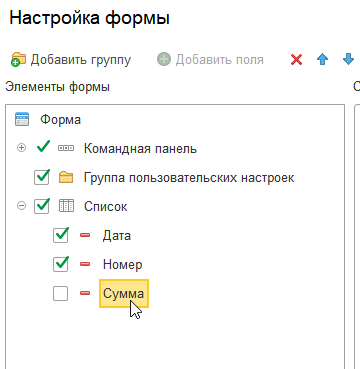 Настройка формы
Добавить группу Добавить поля
Элементы формы С
Форма
Командная панель
Группа пользовательских настроек
Список
Дата
Номер
Сумма